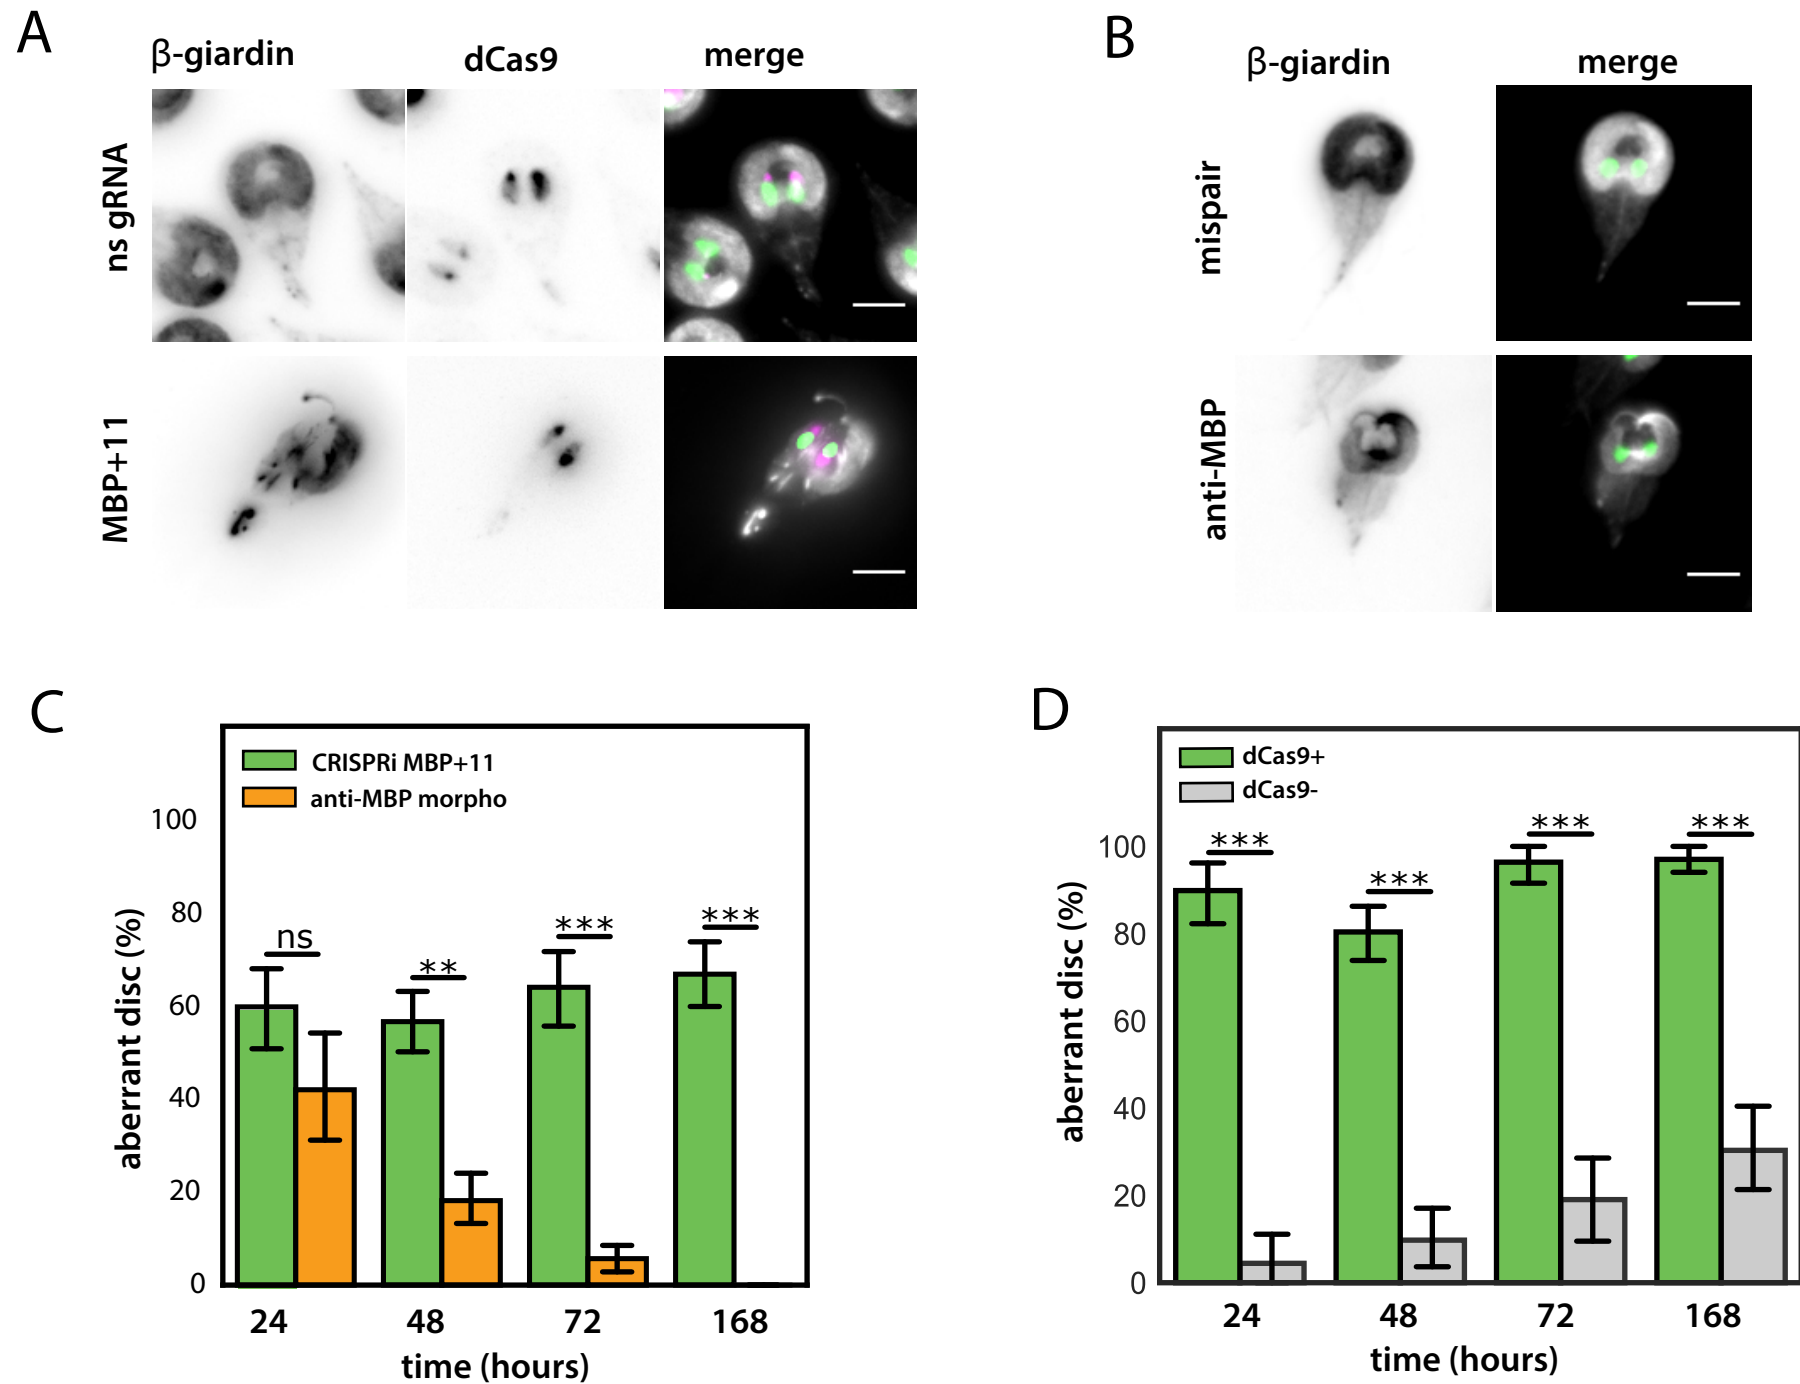 A
β-giardin dCas9 merge
ns gRNA
MBP+11
B
β-giardin merge
mispair
anti-MBP
C
CRISPRi MBP+11
anti-MBP morpho
aberrant disc (%)
100
80
60
40
20
0
ns
**
***
***
24 48 72 168
time (hours)
D
dCas9+
dCas9-
aberrant disc (%)
100
80
60
40
20
0
***
***
***
***
24 48 72 168
time (hours)